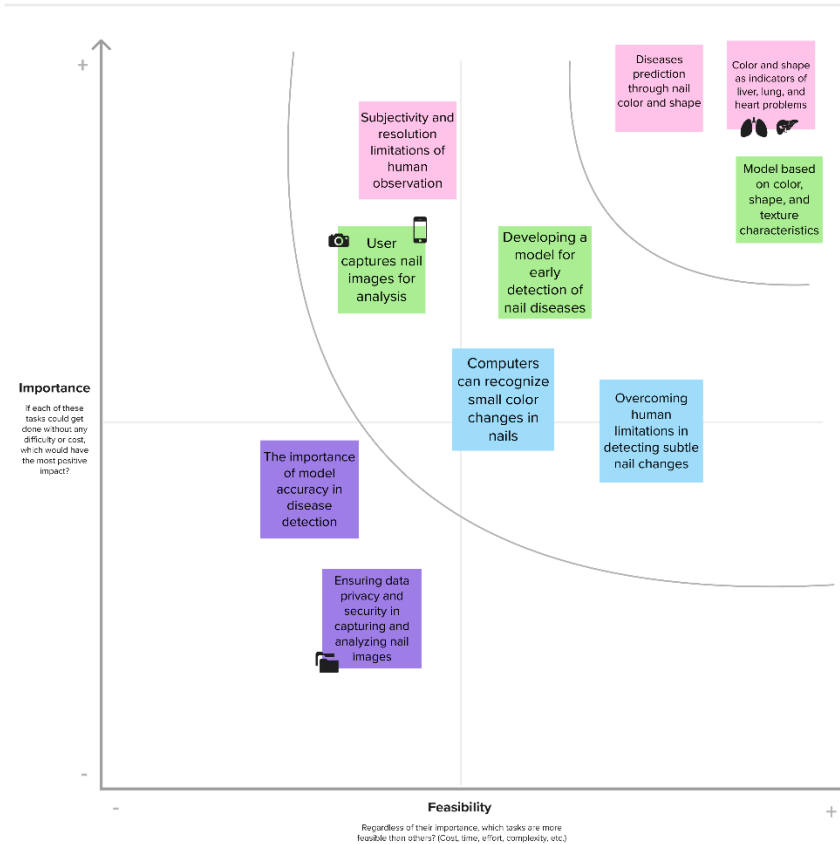 +
Diseases
prediction
through nail
color and shape
Color and shape
as indicators of
liver, lung, and
heart problems
Subjectivity and
resolution
limitations of
human
observation
Model based
on color,
shape, and
texture
characteristics
User
captures nail
images for
analysis
Developing a
model for
early
detection of
nail diseases
Computers
can recognize
small color
changes in
nails
Overcoming
human
limitations in
detecting subtle
nail changes
Importance
If each of these
tasks could get
done without any
difficulty or cost,
which would have
the most positive
impact?
The importance
of model
accuracy in
disease
detection
Ensuring data
privacy and
security in
capturing and
analyzing nail
images
-
-
Feasibility
+
Regardless of their importance, which tasks are more
feasible than others? (Cost, time, effort, complexity, etc.)